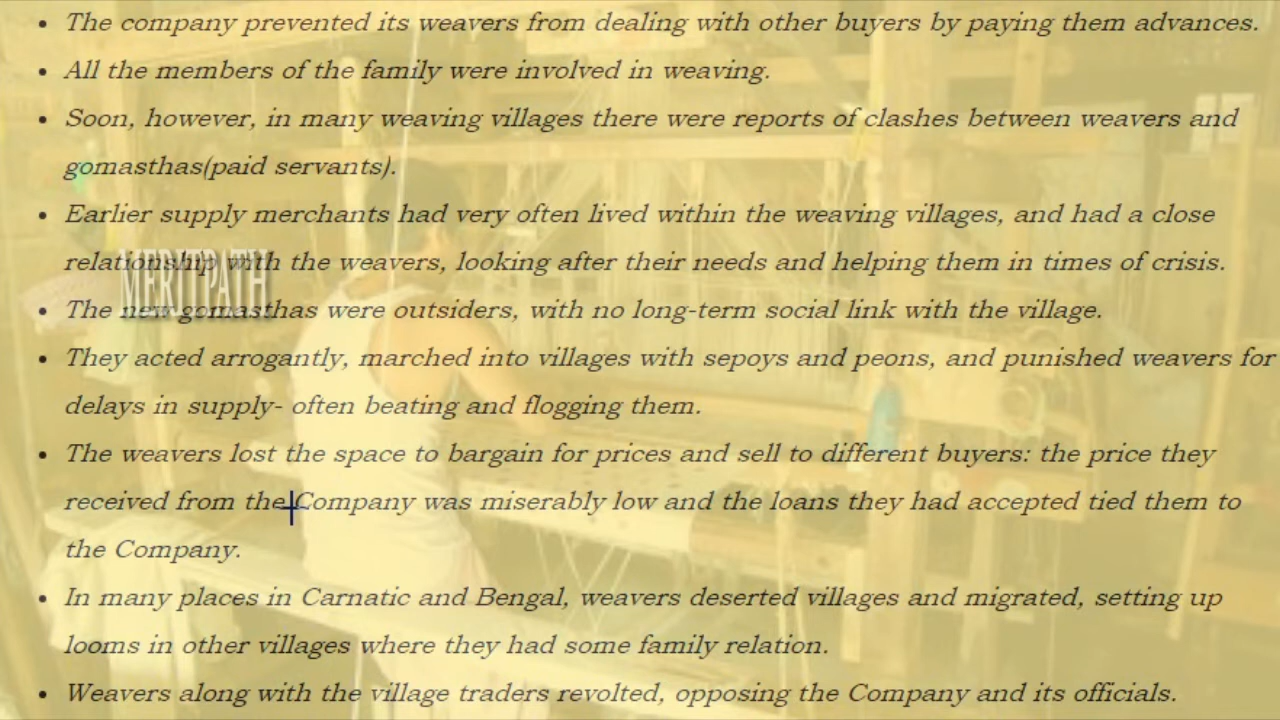 • The company prevented its weavers from dealing with other buyers by paying them advances.
• All the members of the family were involved in weaving.
• Soon, however, in many weaving villages there were reports of clashes between weavers and
gomasthas(paid servants).
• Earlier supply merchants had very often lived within the weaving villages, and had a close
relationship with the weavers, looking after their needs and helping them in times of crisis.
MERITPATH
• The new gomasthas were outsiders, with no long-term social link with the village.
• They acted arrogantly, marched into villages with sepoys and peons, and punished weavers for
delays in supply- often beating and flogging them.
• The weavers lost the space to bargain for prices and sell to different buyers: the price they
received from the Company was miserably low and the loans they had accepted tied them to
the Company.
• In many places in Carnatic and Bengal, weavers deserted villages and migrated, setting up
looms in other villages where they had some family relation.
• Weavers along with the village traders revolted, opposing the Company and its officials.